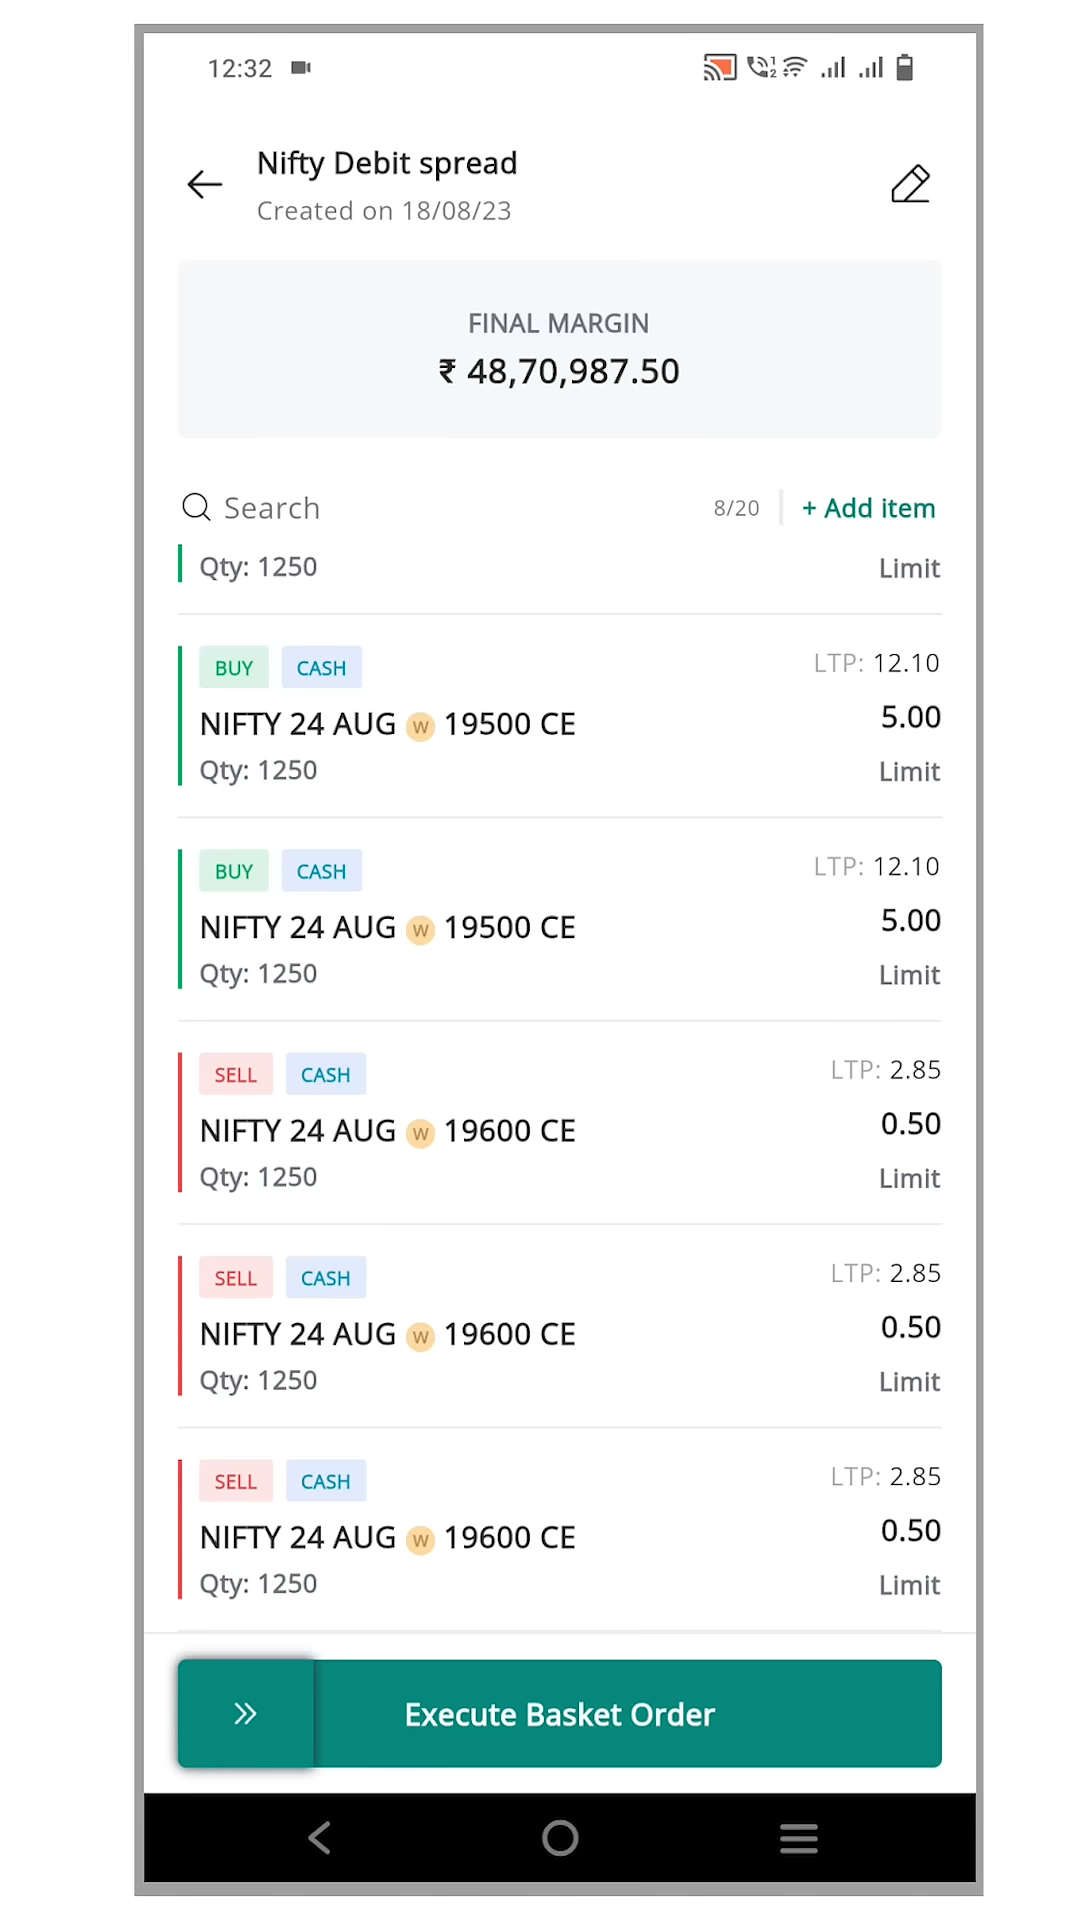 12:32
Nifty Debit spread
Created on 18/08/23
FINAL MARGIN
₹ 48,70,987.50
Search 8/20 + Add item
Qty: 1250 Limit
BUY CASH LTP: 12.10
NIFTY 24 AUG W 19500 CE 5.00
Qty: 1250 Limit
BUY CASH LTP: 12.10
NIFTY 24 AUG W 19500 CE 5.00
Qty: 1250 Limit
SELL CASH LTP: 2.85
NIFTY 24 AUG W 19600 CE 0.50
Qty: 1250 Limit
SELL CASH LTP: 2.85
NIFTY 24 AUG W 19600 CE 0.50
Qty: 1250 Limit
SELL CASH LTP: 2.85
NIFTY 24 AUG W 19600 CE 0.50
Qty: 1250 Limit
Execute Basket Order